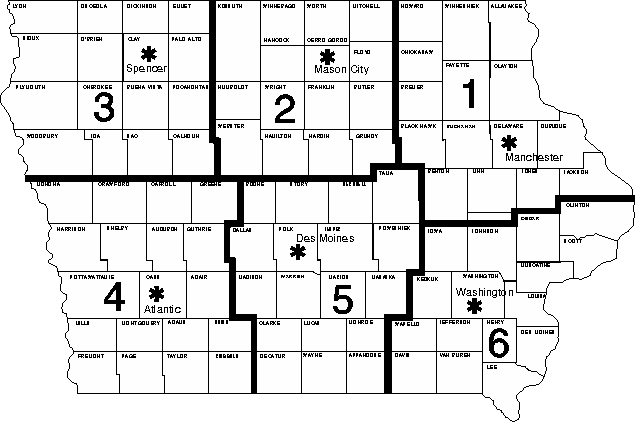 LYON OSCEOLA DICKINSON EMMET KOSSUTH WINNEBAGO WORTH MITCHELL HOWARD WINNESHIEK ALLAMAKEE
SIOUX O'BRIEN CLAY PALO ALTO HANCOCK CERRO GORDO FLOYD CHICKASAW
Spencer Mason City
FAYETTE CLAYTON
PLYMOUTH CHEROKEE BUENA VISTA POCAHONTAS HUMBOLDT WRIGHT FRANKLIN BUTLER BREMER
3 2 1
WEBSTER BLACK HAWK BUCHANAN DELAWARE DUBUQUE
WOODBURY IDA SAC CALHOUN HAMILTON HARDIN GRUNDY
Manchester
TAMA BENTON LINN JONES JACKSON
MONONA CRAWFORD CARROLL GREENE BOONE STORY MARSHALL
CLINTON
CEDAR
HARRISON SHELBY AUDUBON GUTHRIE DALLAS POLK JASPER POWESHIEK IOWA JOHNSON
Des Moines
SCOTT
MUSCATINE
POTTAWATTAMIE CASS ADAIR MADISON WARREN MARION MAHASKA KEOKUK WASHINGTON
Washington
4 5
LOUISA
Atlantic
MILLS MONTGOMERY ADAMS UNION CLARKE LUCAS MONROE WAPELLO JEFFERSON HENRY
DES MOINES
6
FREMONT PAGE TAYLOR RINGGOLD DECATUR WAYNE APPANOOSE DAVIS VAN BUREN
LEE